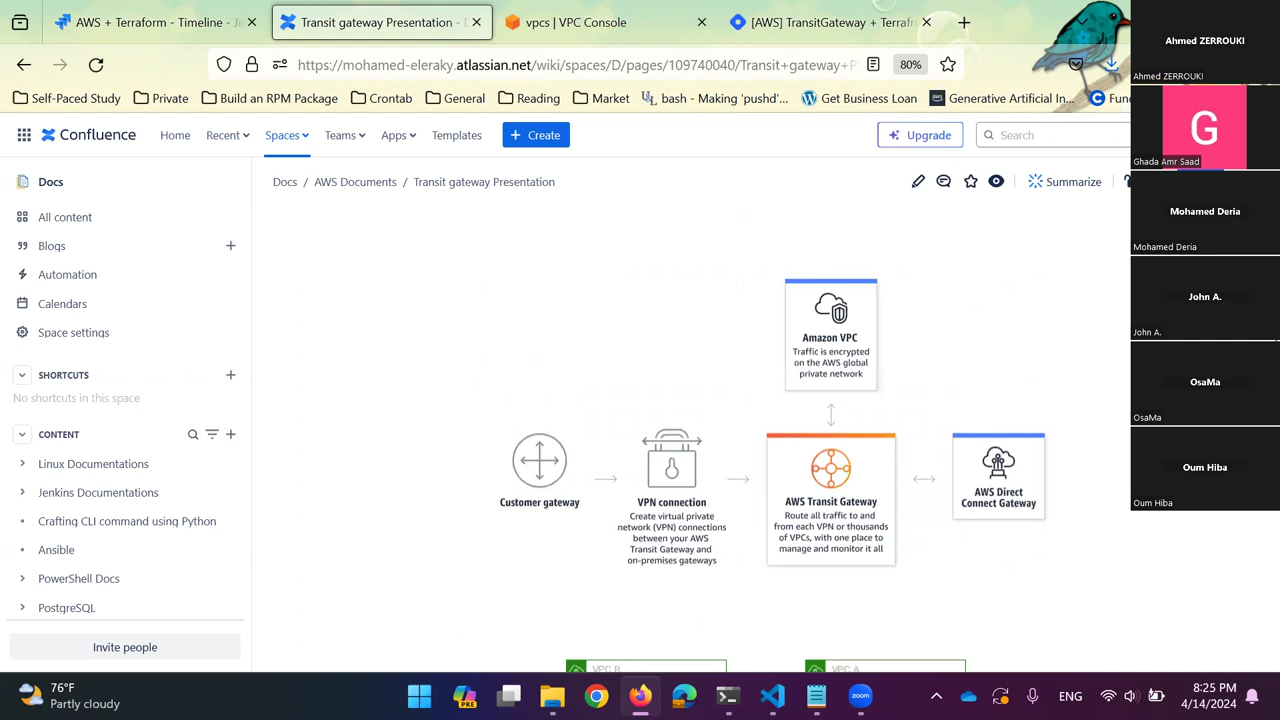 AWS + Terraform - Timeline - Ji
Transit gateway Presentation -
vpcs | VPC Console
[AWS] TransitGateway + Terrafo
https://mohamed-eleraky.atlassian.net/wiki/spaces/D/pages/109740040/Transit+gateway+P
80%
Self-Paced Study
Private
Build an RPM Package
Crontab
General
Reading
Market
bash - Making 'pushd'...
Get Business Loan
Generative Artificial In...
Confluence
Home
Recent
Spaces
Teams
Apps
Templates
Create
Upgrade
Search
Docs
Docs / AWS Documents / Transit gateway Presentation
Summarize
All content
Blogs
Automation
Calendars
Space settings
SHORTCUTS
No shortcuts in this space
CONTENT
Linux Documentations
Jenkins Documentations
Crafting CLI command using Python
Ansible
PowerShell Docs
PostgreSQL
Invite people
Amazon VPC
Traffic is encrypted
on the AWS global
private network
Customer gateway
VPN connection
Create virtual private
network (VPN) connections
between your AWS
Transit Gateway and
on-premises gateways
AWS Transit Gateway
Route all traffic to and
from each VPN or thousands
of VPCs, with one place to
manage and monitor it all
AWS Direct
Connect Gateway
VPC B
VPC A
Ahmed ZERROUKI
Ahmed ZERROUKI
G
Ghada Amr Saad
Mohamed Deria
Mohamed Deria
John A.
John A.
OsaMa
OsaMa
Oum Hiba
Oum Hiba
76°F
Partly cloudy
PRE
zoom
ENG
8:25 PM
4/14/2024